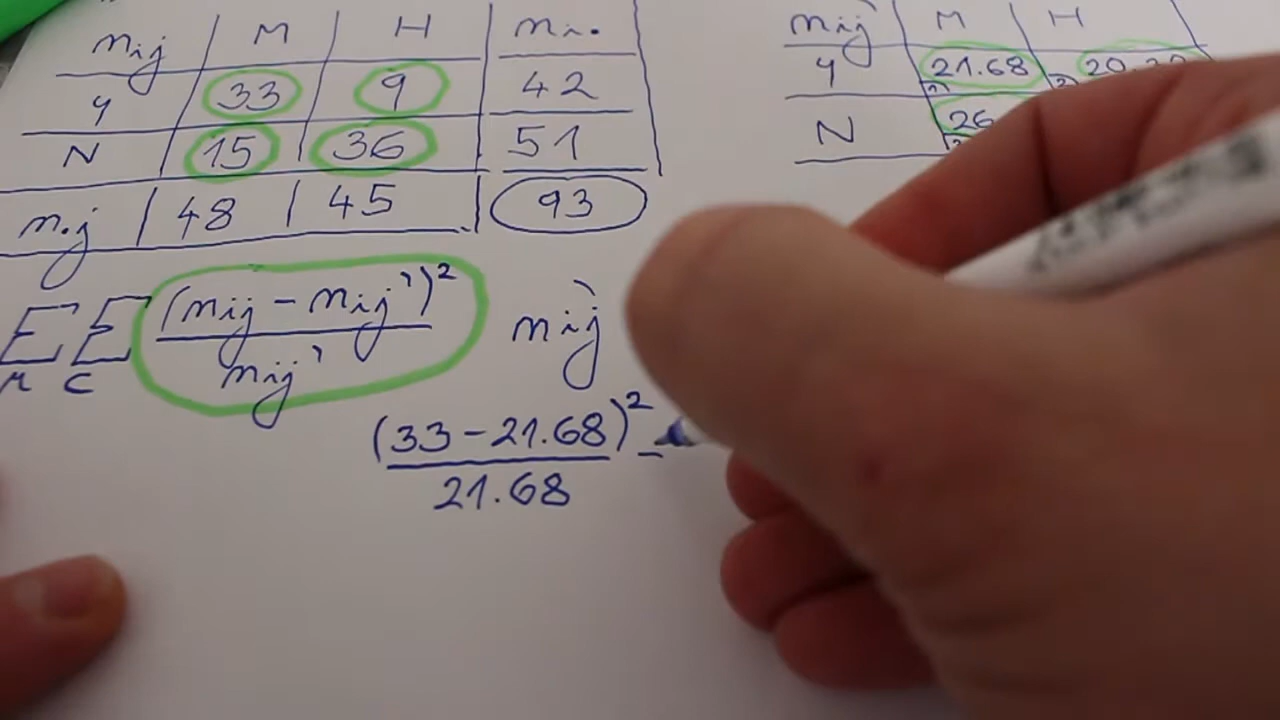 nij M H ni.
Y 33 9 42
N 15 36 51
n.j 48 45 93
nij' M H
Y 21.68
N 26
ΣΣ (nij - nij')²
nij'
r c
nij'
(33-21.68)² =
21.68